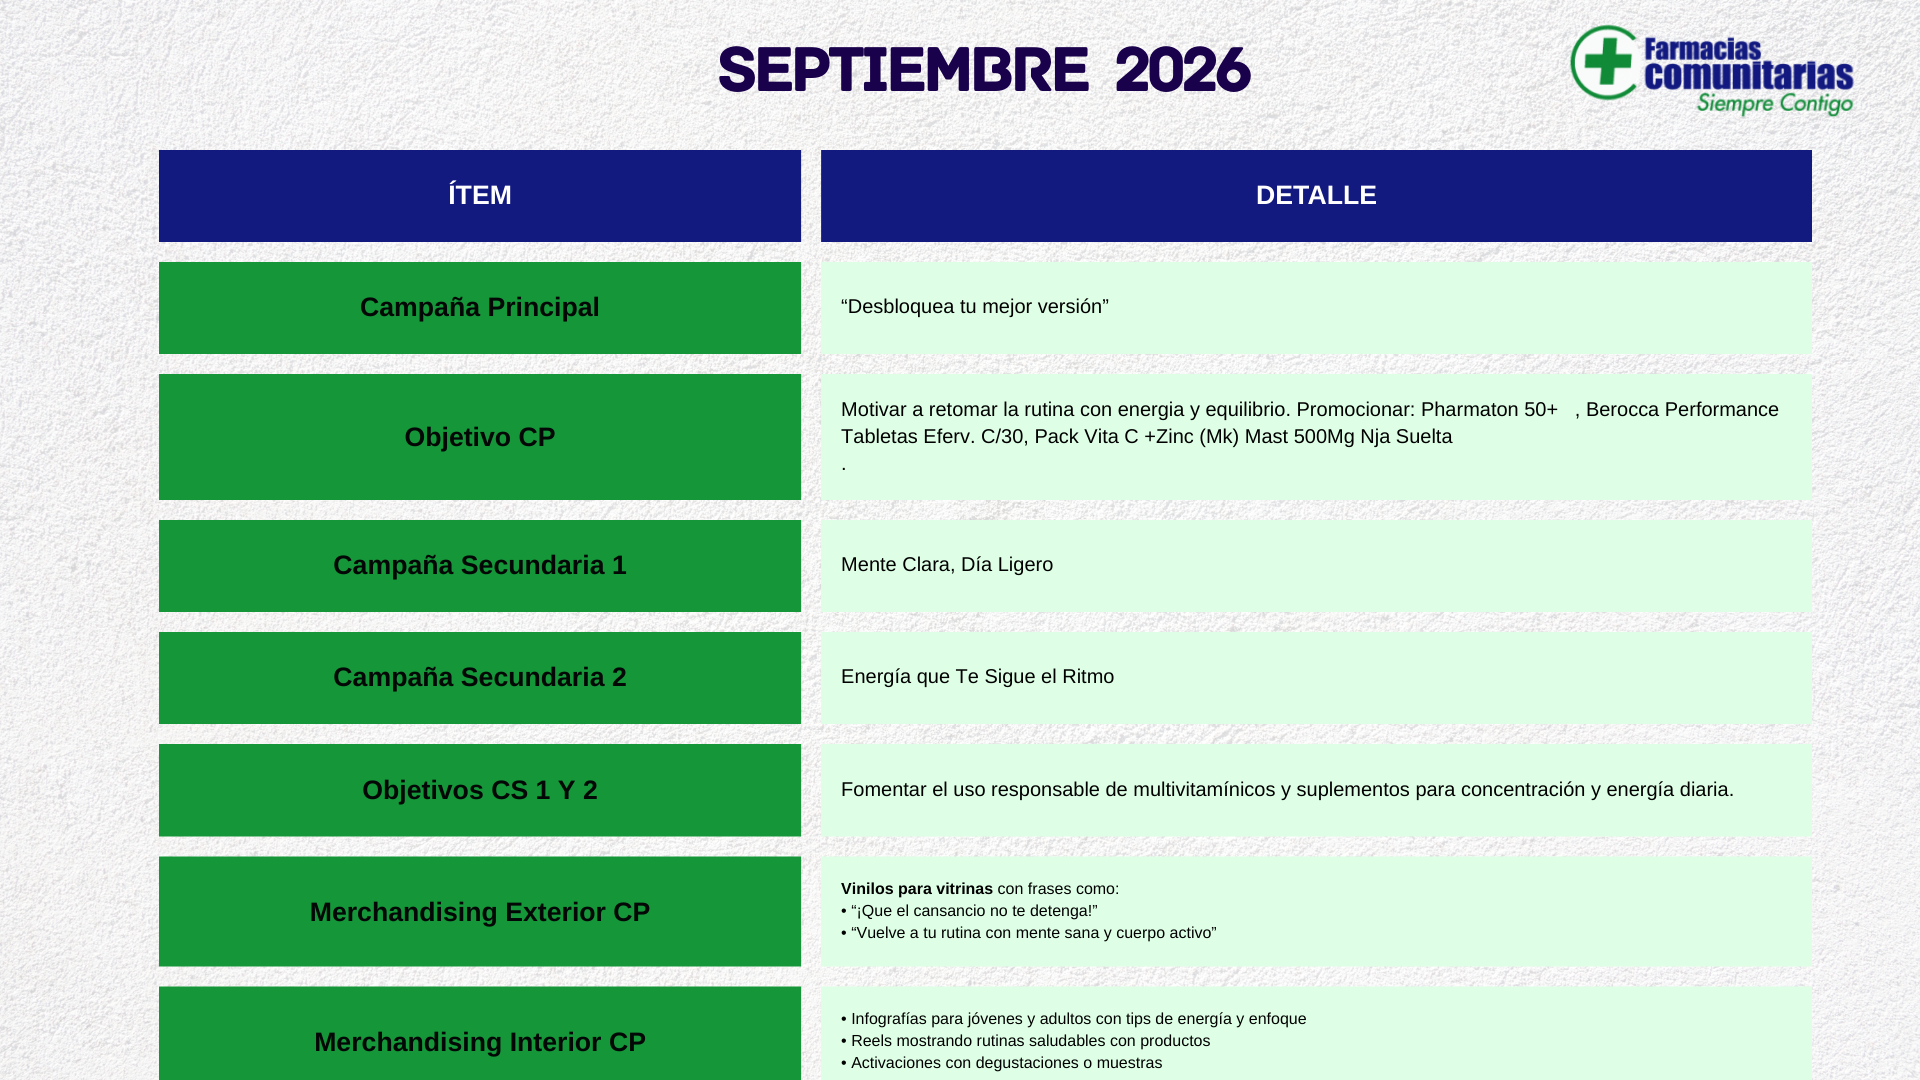 SEPTIEMBRE 2026
Farmacias
comunitarias
Siempre Contigo
ÍTEM
DETALLE
Campaña Principal
“Desbloquea tu mejor versión”
Objetivo CP
Motivar a retomar la rutina con energia y equilibrio. Promocionar: Pharmaton 50+   , Berocca Performance
Tabletas Eferv. C/30, Pack Vita C +Zinc (Mk) Mast 500Mg Nja Suelta
.
Campaña Secundaria 1
Mente Clara, Día Ligero
Campaña Secundaria 2
Energía que Te Sigue el Ritmo
Objetivos CS 1 Y 2
Fomentar el uso responsable de multivitamínicos y suplementos para concentración y energía diaria.
Merchandising Exterior CP
Vinilos para vitrinas con frases como:
• “¡Que el cansancio no te detenga!”
• “Vuelve a tu rutina con mente sana y cuerpo activo”
Merchandising Interior CP
• Infografías para jóvenes y adultos con tips de energía y enfoque
• Reels mostrando rutinas saludables con productos
• Activaciones con degustaciones o muestras